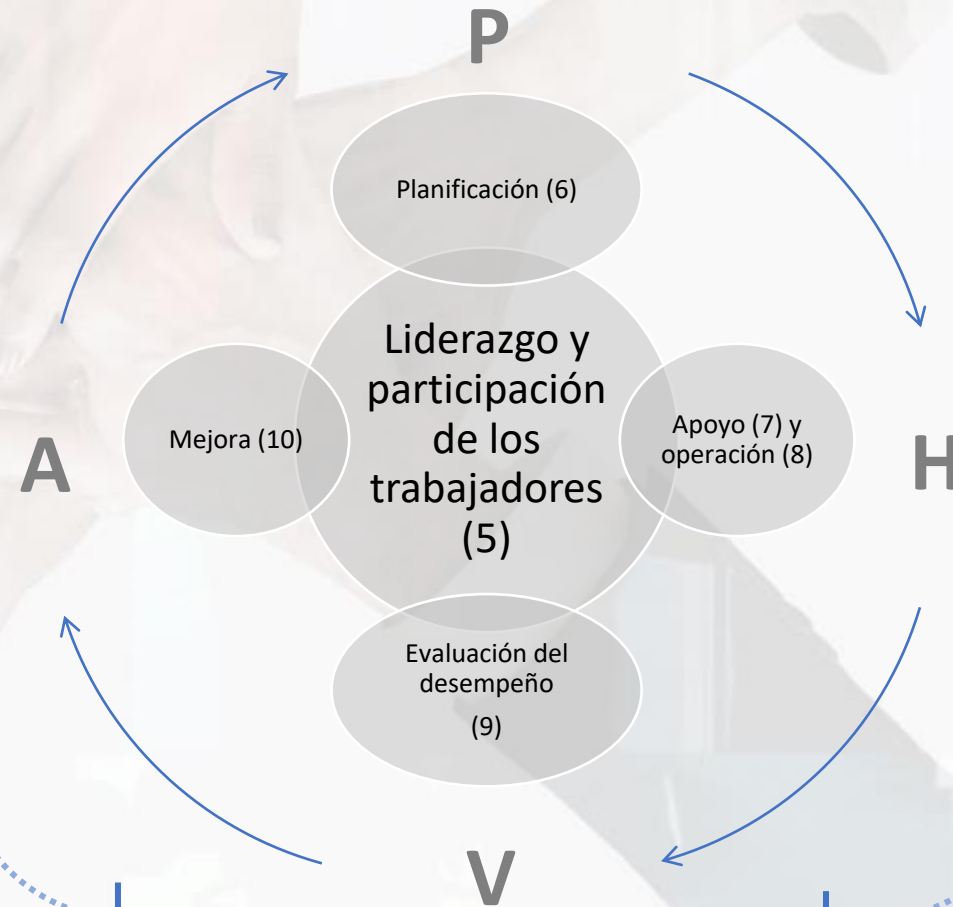 P
Planificación (6)
Liderazgo y
participación
de los
trabajadores
(5)
Mejora (10)
Apoyo (7) y
operación (8)
A
H
Evaluación del
desempeño
(9)
V